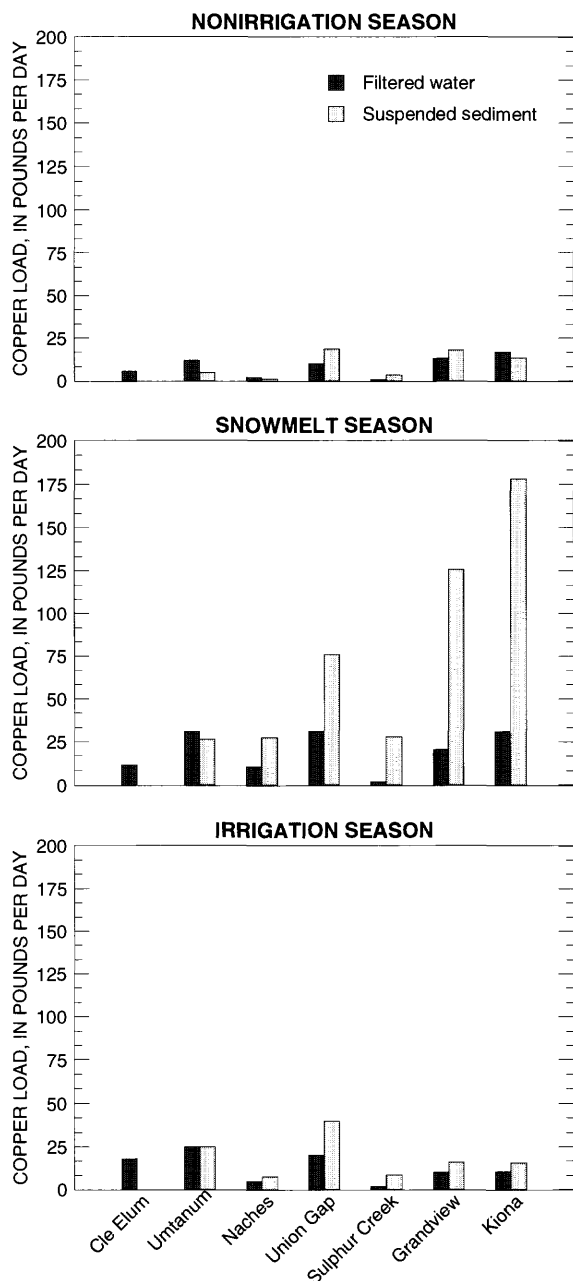 NONIRRIGATION SEASON
COPPER LOAD, IN POUNDS PER DAY
200
175
150
125
100
75
50
25
0
Filtered water
Suspended sediment
SNOWMELT SEASON
COPPER LOAD, IN POUNDS PER DAY
200
175
150
125
100
75
50
25
0
IRRIGATION SEASON
COPPER LOAD, IN POUNDS PER DAY
200
175
150
125
100
75
50
25
0
Cle Elum
Umtanum
Naches
Union Gap
Sulphur Creek
Grandview
Kiona